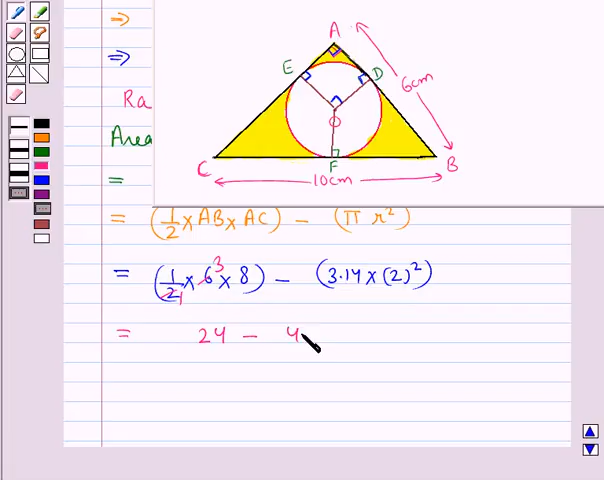 A
E
D
6cm
O
C
F
B
10cm
⇒
⇒
Ra
Area
=
= (1/2 × AB × AC) − (π r²)
= (1/2 1 × 6 3 × 8) − (3.14 × (2)²)
= 24 − 4